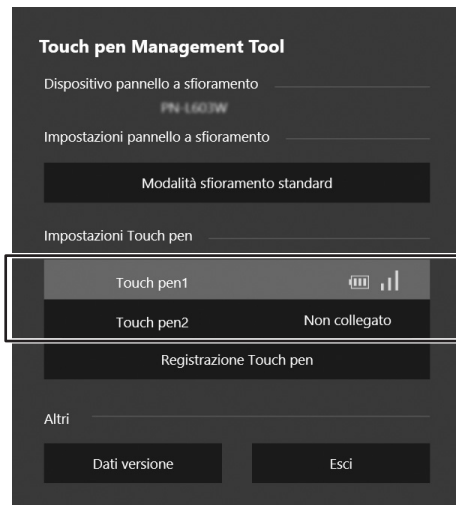 Touch pen Management Tool
Dispositivo pannello a sfioramento
PN-L603W
Impostazioni pannello a sfioramento
Modalità sfioramento standard
Impostazioni Touch pen
Touch pen1
Touch pen2 Non collegato
Registrazione Touch pen
Altri
Dati versione Esci